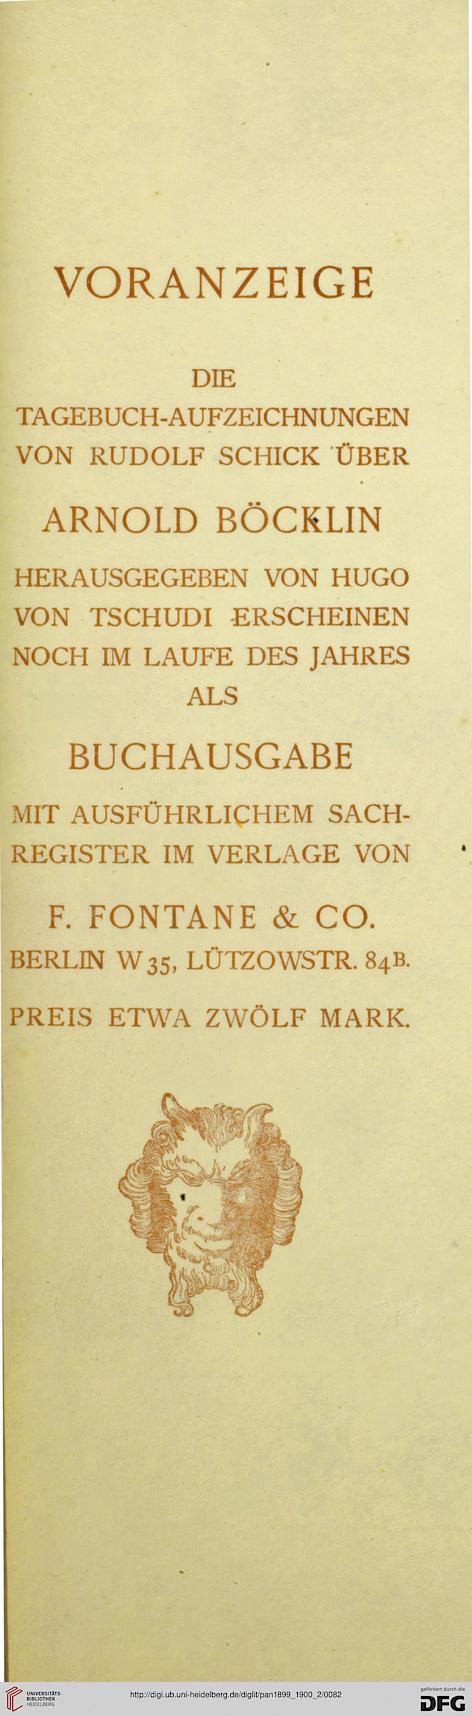 VORANZEIGE
DIE
TAGEBUCH-AUFZEICHNUNGEN
VON RUDOLF SCHICK ÜBER
ARNOLD BÖCKLIN
HERAUSGEGEBEN VON HUGO
VON TSCHUDI ERSCHEINEN
NOCH IM LAUFE DES JAHRES
ALS
BUCHAUSGABE
MIT AUSFÜHRLICHEM SACH-
REGISTER IM VERLAGE VON
F. FONTANE & CO.
BERLIN W 35, LÜTZOWSTR. 84B.
PREIS ETWA ZWÖLF MARK.
UNIVERSITÄTS-
BIBLIOTHEK
HEIDELBERG
http://digi.ub.uni-heidelberg.de/diglit/pan1899_1900_2/0082
gefördert durch die
DFG